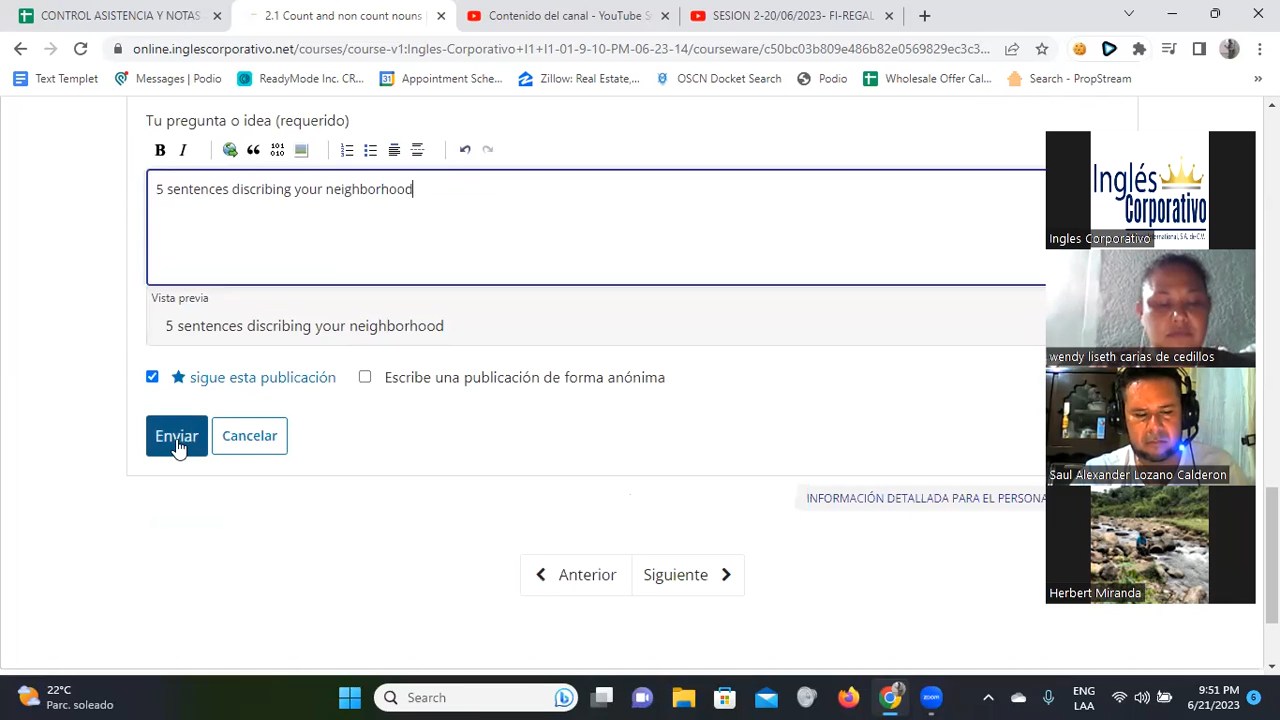 CONTROL ASISTENCIA Y NOTAS
2.1 Count and non count nouns
Contenido del canal - YouTube S
SESION 2-20/06/2023- FI-REGAL
online.inglescorporativo.net/courses/course-v1:Ingles-Corporativo+I1+I1-01-9-10-PM-06-23-14/courseware/c50bc03b809e486b82e0569829ec3c3...
Text Templet
Messages | Podio
ReadyMode Inc. CR...
Appointment Sche...
Zillow: Real Estate,...
OSCN Docket Search
Podio
Wholesale Offer Cal...
Search - PropStream
Tu pregunta o idea (requerido)
5 sentences discribing your neighborhood
Vista previa
5 sentences discribing your neighborhood
sigue esta publicación
Escribe una publicación de forma anónima
Enviar
Cancelar
INFORMACIÓN DETALLADA PARA EL PERSONA
Anterior
Siguiente
Inglés
Corporativo
Ingles Corporativo
wendy liseth carias de cedillos
Saul Alexander Lozano Calderon
Herbert Miranda
22°C
Parc. soleado
Search
ENG
LAA
9:51 PM
6/21/2023
6